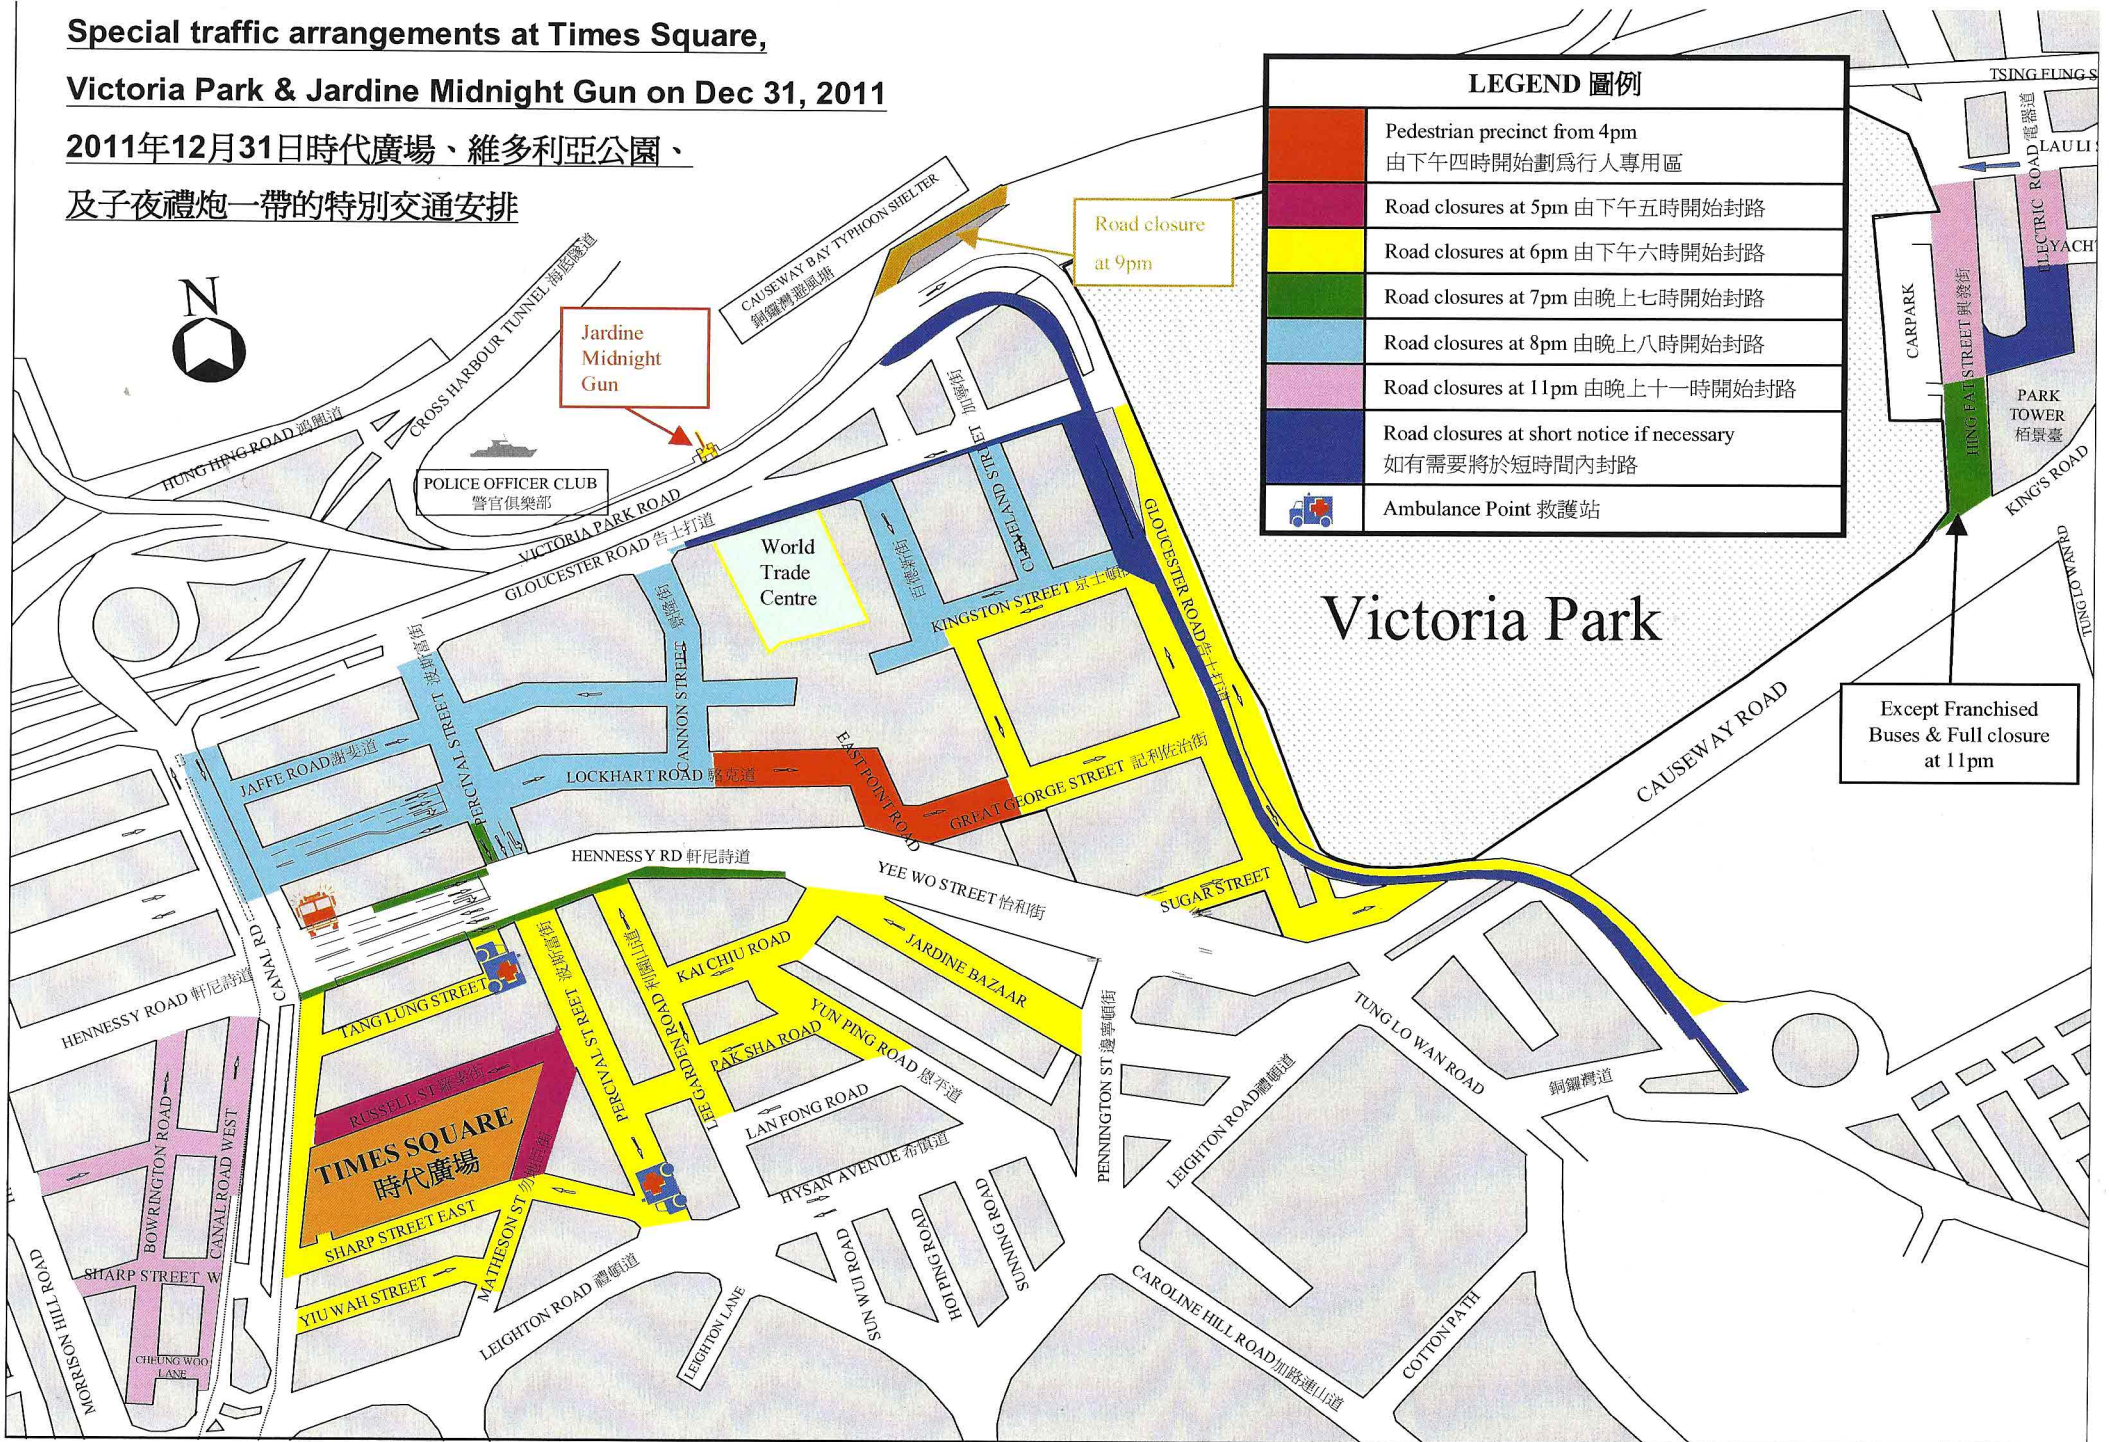 Special traffic arrangements at Times Square,
Victoria Park & Jardine Midnight Gun on Dec 31, 2011
2011年12月31日時代廣場、維多利亞公園、
及子夜禮炮一帶的特別交通安排
N
LEGEND 圖例
Pedestrian precinct from 4pm
由下午四時開始劃爲行人專用區
Road closures at 5pm 由下午五時開始封路
Road closures at 6pm 由下午六時開始封路
Road closures at 7pm 由晚上七時開始封路
Road closures at 8pm 由晚上八時開始封路
Road closures at 11pm 由晚上十一時開始封路
Road closures at short notice if necessary
如有需要將於短時間內封路
Ambulance Point 救護站
Road closure
at 9pm
Jardine
Midnight
Gun
CAUSEWAY BAY TYPHOON SHELTER
銅鑼灣避風塘
CROSS HARBOUR TUNNEL 海底隧道
HUNG HING ROAD 鴻興道
POLICE OFFICER CLUB
警官俱樂部
VICTORIA PARK ROAD
GLOUCESTER ROAD 告士打道
World
Trade
Centre
CLEVELAND STREET 加寧街
KINGSTON STREET 京士頓
GLOUCESTER ROAD 告士打道
Victoria Park
TSING FUNG S
ELECTRIC ROAD 電器道
LAU LI
YACH
CARPARK
HING FAT STREET 興發街
PARK
TOWER
栢景臺
KING'S ROAD
TUNG LO WAN RD
Except Franchised
Buses & Full closure
at 11pm
CAUSEWAY ROAD
PERCIVAL STREET 波斯富街
CANNON STREET
JAFFE ROAD 謝斐道
LOCKHART ROAD 駱克道
EAST POINT ROAD
GREAT GEORGE STREET 記利佐治街
HENNESSY RD 軒尼詩道
YEE WO STREET 怡和街
SUGAR STREET
CANAL RD
HENNESSY ROAD 軒尼詩道
TANG LUNG STREET
PERCIVAL STREET 波斯富街
LEE GARDEN ROAD 利園山道
KAI CHIU ROAD
JARDINE BAZAAR
YUN PING ROAD 恩平道
PAK SHA ROAD
RUSSELL ST 羅素街
TIMES SQUARE
時代廣場
LAN FONG ROAD
HYSAN AVENUE 希慎道
PENNINGTON ST 邊寧頓街
LEIGHTON ROAD 禮頓道
TUNG LO WAN ROAD
銅鑼灣道
BOWRINGTON ROAD
CANAL ROAD WEST
SHARP STREET W
CHEUNG WOO
LANE
MORRISON HILL ROAD
SHARP STREET EAST
MATHESON ST
YIU WAH STREET
LEIGHTON ROAD 禮頓道
LEIGHTON LANE
SUN WUI ROAD
HOI PING ROAD
SUNNING ROAD
CAROLINE HILL ROAD 加路連山道
COTTON PATH